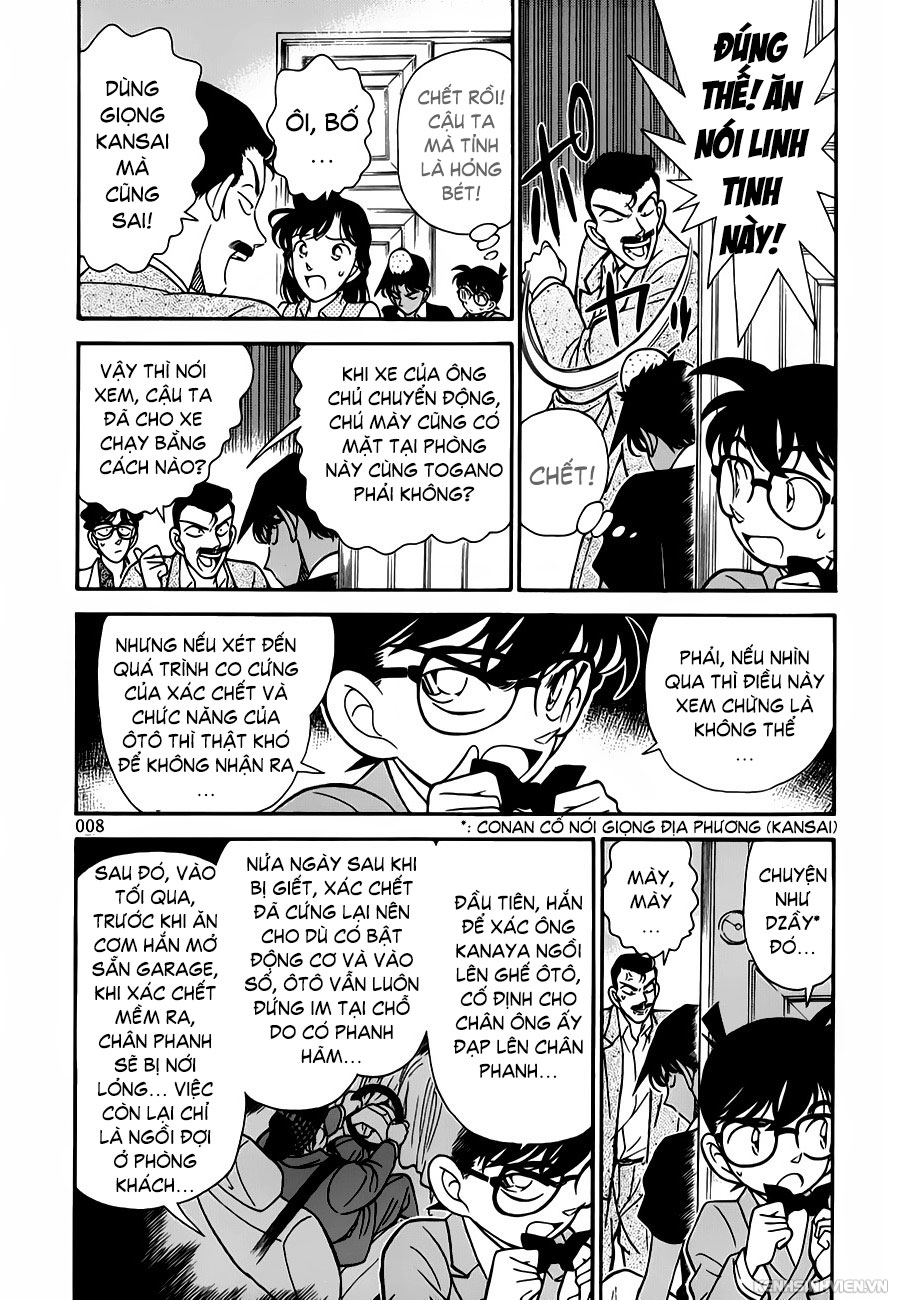 ĐÚNG
THẾ! ĂN
NÓI LINH
TINH
NÀY!
CHẾT RỒI!
CẬU TA
MÀ TỈNH
LÀ HỎNG
BÉT!
ÔI, BỐ
...
DÙNG
GIỌNG
KANSAI
MÀ
CŨNG
SAI!
オホホ
CHẾT!
KHI XE CỦA ÔNG
CHỦ CHUYỂN ĐỘNG,
CHÚ MÀY CŨNG CÓ
MẶT TẠI PHÒNG
NÀY CÙNG TOGANO
PHẢI KHÔNG?
VẬY THÌ NÓI
XEM, CẬU TA
ĐÃ CHO XE
CHẠY BẰNG
CÁCH NÀO?
PHẢI, NẾU NHÌN
QUA THÌ ĐIỀU NÀY
XEM CHỪNG LÀ
KHÔNG THỂ
...
NHƯNG NẾU XÉT ĐẾN
QUÁ TRÌNH CO CỨNG
CỦA XÁC CHẾT VÀ
CHỨC NĂNG CỦA
ÔTÔ THÌ THẬT KHÓ
ĐỂ KHÔNG NHẬN RA
...
008
*: CONAN CỐ NÓI GIỌNG ĐỊA PHƯƠNG (KANSAI)
CHUYỆN
NHƯ
DZẦY*
ĐÓ...
MÀY,
MÀY
...
ĐẦU TIÊN, HẮN
ĐỂ XÁC ÔNG
KANAYA NGỒI
LÊN GHẾ ÔTÔ,
CỐ ĐỊNH CHO
CHÂN ÔNG ẤY
ĐẠP LÊN CHÂN
PHANH...
NỬA NGÀY SAU KHI
BỊ GIẾT, XÁC CHẾT
ĐÃ CỨNG LẠI NÊN
CHO DÙ CÓ BẬT
ĐỘNG CƠ VÀ VÀO
SỐ, ÔTÔ VẪN LUÔN
ĐỨNG IM TẠI CHỖ
DO CÓ PHANH
HÃM...
SAU ĐÓ, VÀO
TỐI QUA,
TRƯỚC KHI ĂN
CƠM HẮN MỞ
SẴN GARAGE,
KHI XÁC CHẾT
MỀM RA,
CHÂN PHANH
SẼ BỊ NỚI
LỎNG... VIỆC
CÒN LẠI CHỈ
LÀ NGỒI ĐỢI
Ở PHÒNG
KHÁCH...
KENHSINHVIEN.VN